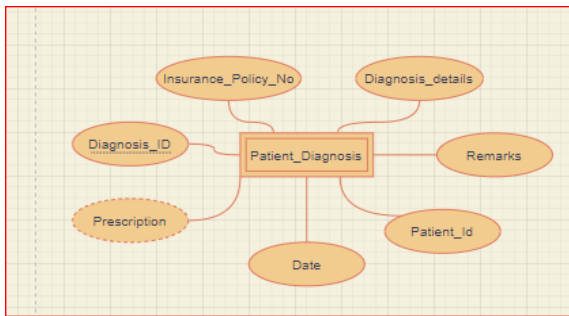 Insurance_Policy_No
Diagnosis_details
Diagnosis_ID
Patient_Diagnosis
Remarks
Prescription
Patient_Id
Date